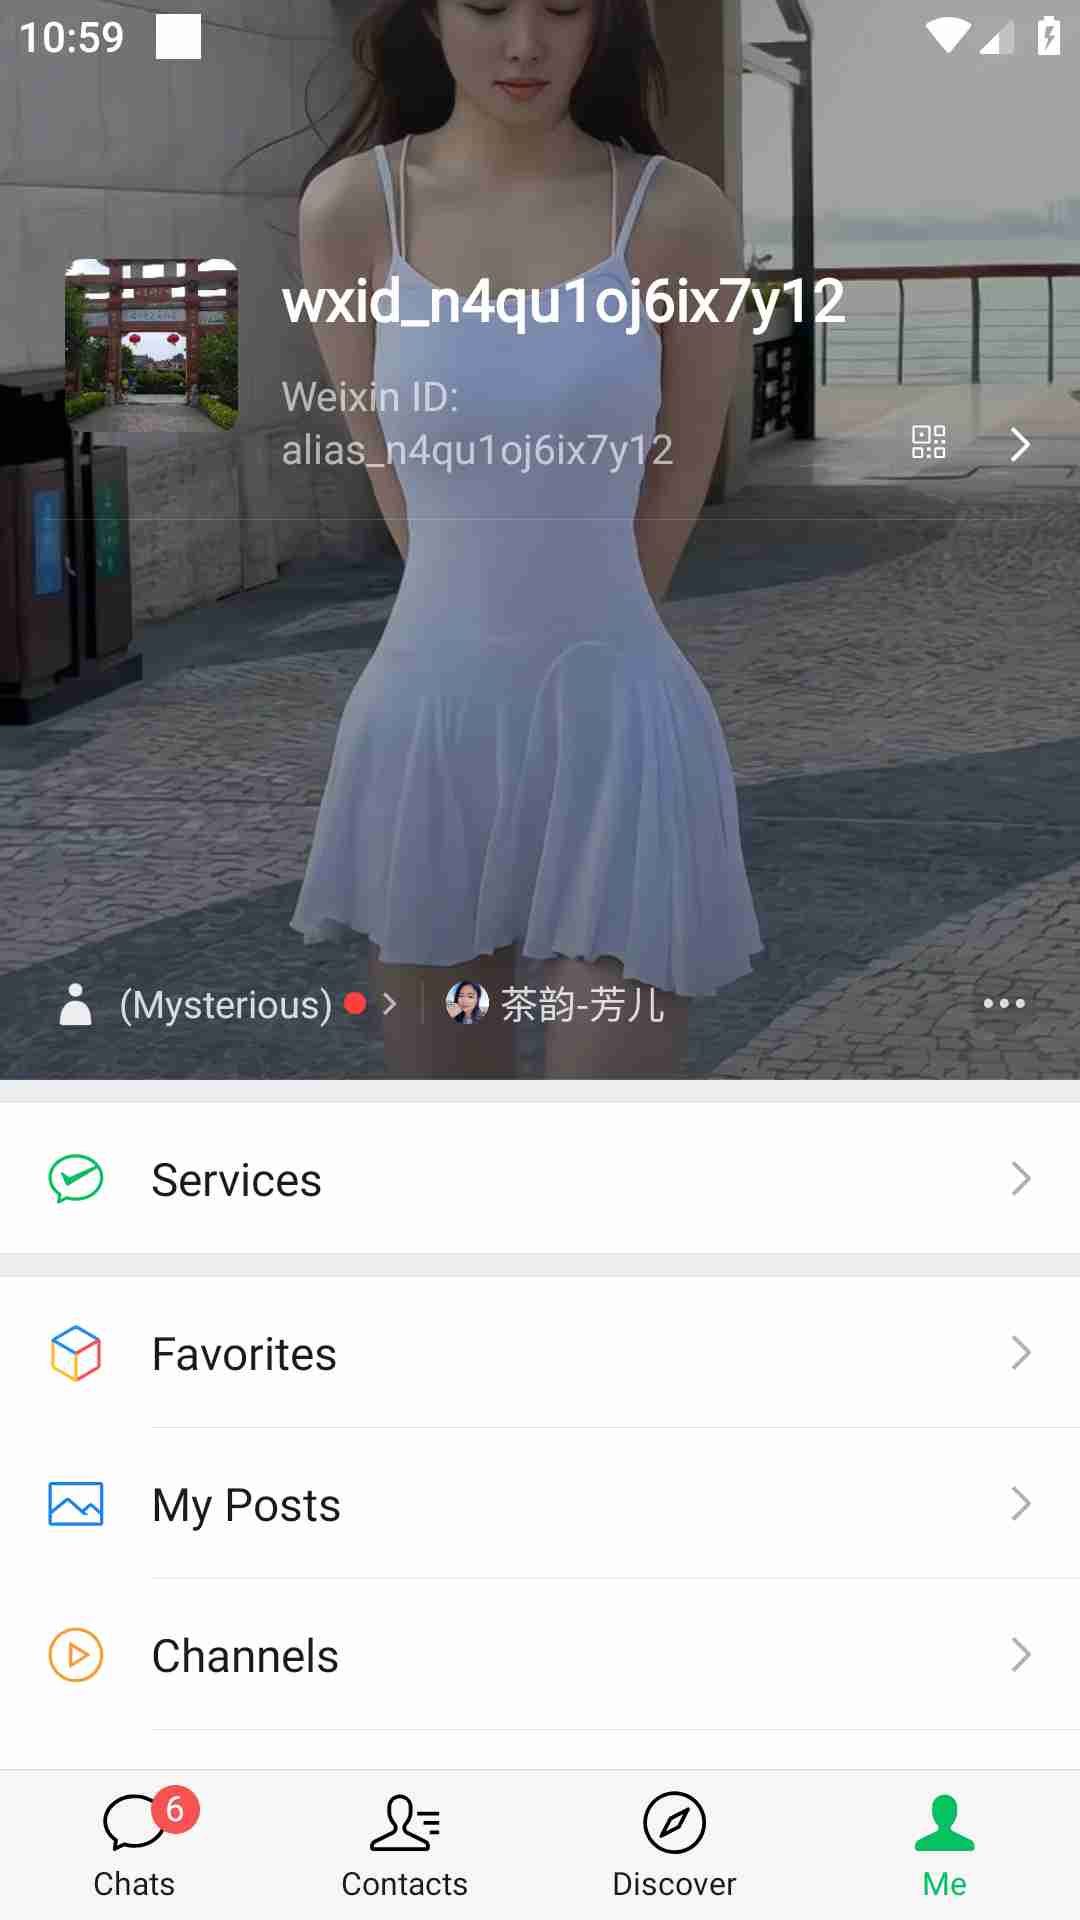 10:59
wxid_n4qu1oj6ix7y12
Weixin ID:
alias_n4qu1oj6ix7y12
(Mysterious)
茶韵-芳儿
Services
Favorites
My Posts
Channels
6
Chats
Contacts
Discover
Me